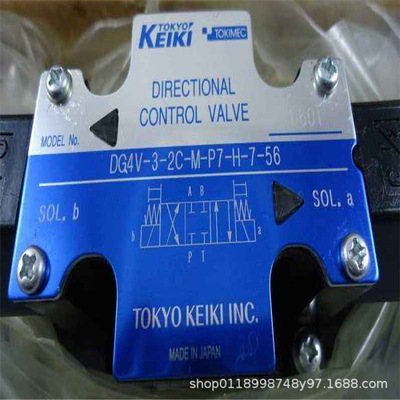 TOKYO
KEIKI TOKIMEC
DIRECTIONAL
CONTROL VALVE
MODEL No.
DG4V-3-2C-M-P7-H-7-56
A B
SOL. b
SOL. a
b
a
P T
TOKYO KEIKI INC.
MADE IN JAPAN
shop0118998748y97.1688.com